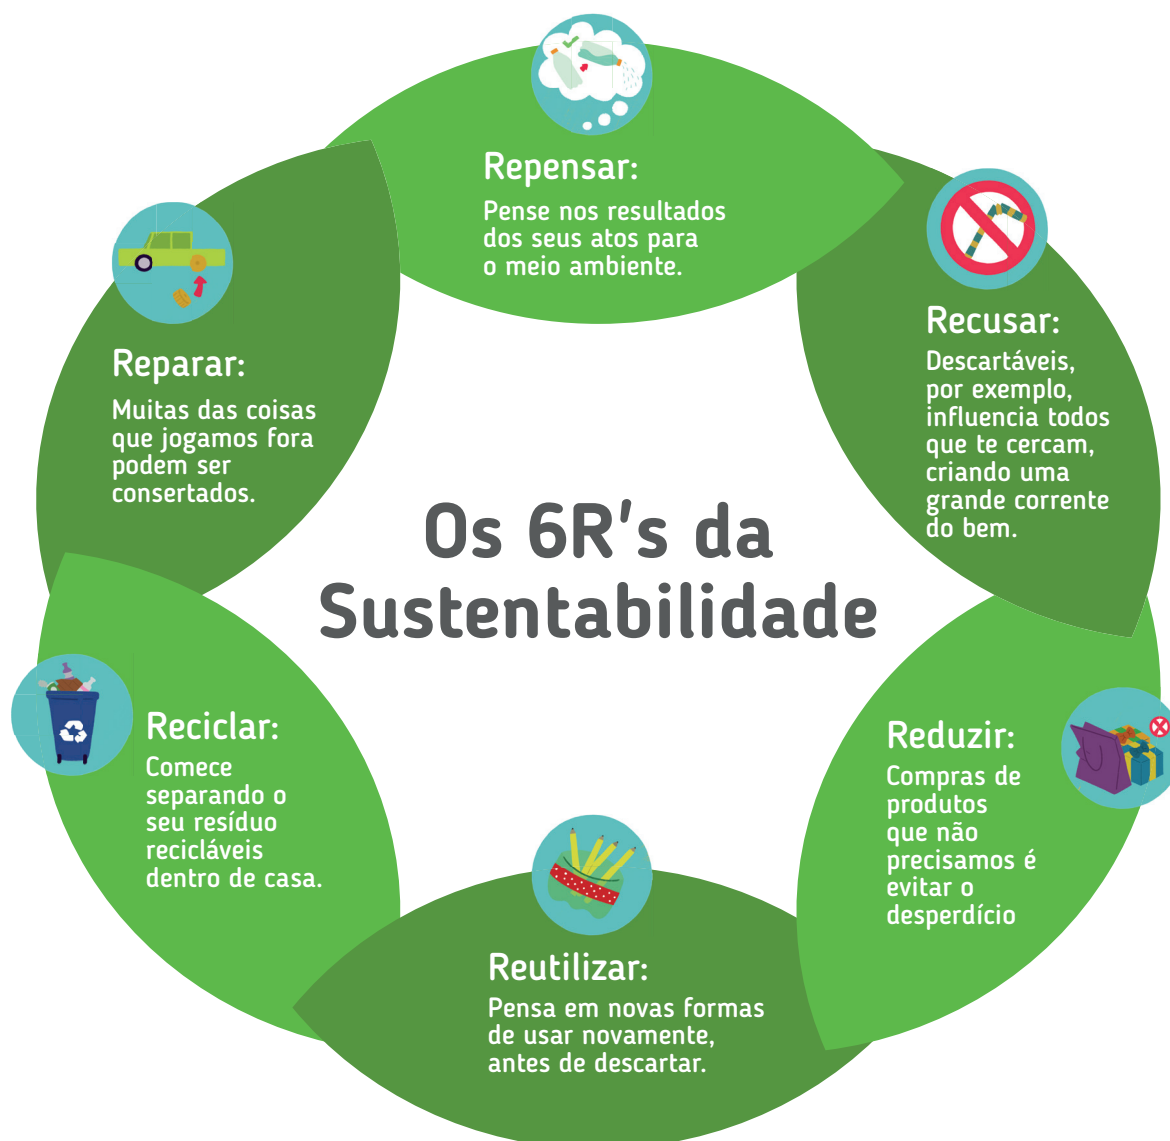 Os 6R's da
Sustentabilidade
Repensar:
Pense nos resultados
dos seus atos para
o meio ambiente.
Recusar:
Descartáveis,
por exemplo,
influencia todos
que te cercam,
criando uma
grande corrente
do bem.
Reduzir:
Compras de
produtos
que não
precisamos é
evitar o
desperdício
Reutilizar:
Pensa em novas formas
de usar novamente,
antes de descartar.
Reciclar:
Comece
separando o
seu resíduo
recicláveis
dentro de casa.
Reparar:
Muitas das coisas
que jogamos fora
podem ser
consertados.